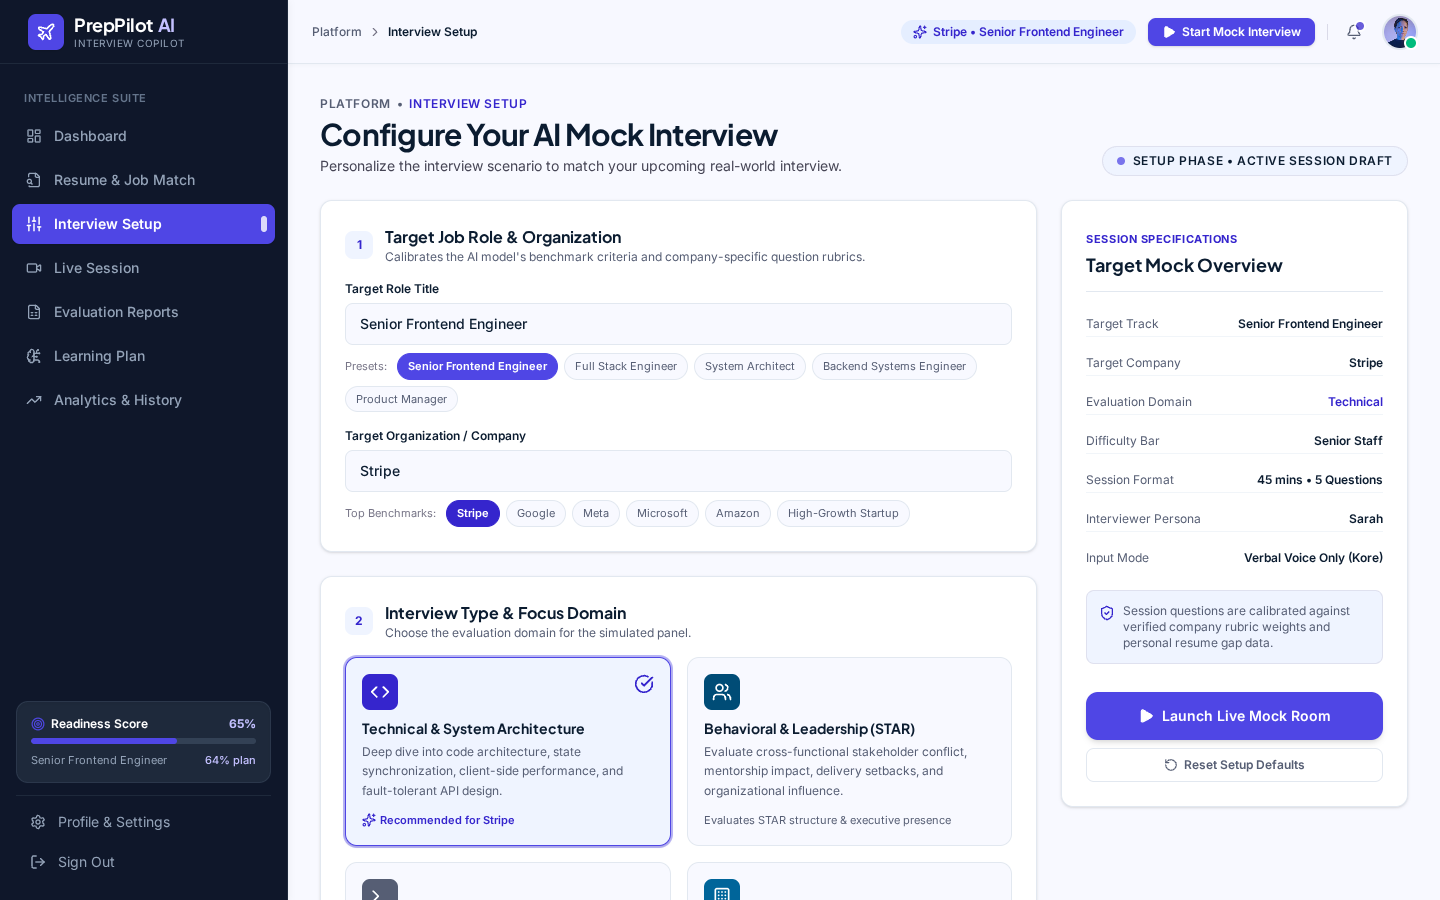 PrepPilot AI
INTERVIEW COPILOT
INTELLIGENCE SUITE
Dashboard
Resume & Job Match
Interview Setup
Live Session
Evaluation Reports
Learning Plan
Analytics & History
Readiness Score 65%
Senior Frontend Engineer 64% plan
Profile & Settings
Sign Out
Platform > Interview Setup
Stripe • Senior Frontend Engineer
Start Mock Interview
PLATFORM • INTERVIEW SETUP
Configure Your AI Mock Interview
Personalize the interview scenario to match your upcoming real-world interview.
SETUP PHASE • ACTIVE SESSION DRAFT
1
Target Job Role & Organization
Calibrates the AI model's benchmark criteria and company-specific question rubrics.
Target Role Title
Senior Frontend Engineer
Presets: Senior Frontend Engineer Full Stack Engineer System Architect Backend Systems Engineer
Product Manager
Target Organization / Company
Stripe
Top Benchmarks: Stripe Google Meta Microsoft Amazon High-Growth Startup
2
Interview Type & Focus Domain
Choose the evaluation domain for the simulated panel.
Technical & System Architecture
Deep dive into code architecture, state
synchronization, client-side performance, and
fault-tolerant API design.
Recommended for Stripe
Behavioral & Leadership (STAR)
Evaluate cross-functional stakeholder conflict,
mentorship impact, delivery setbacks, and
organizational influence.
Evaluates STAR structure & executive presence
SESSION SPECIFICATIONS
Target Mock Overview
Target Track Senior Frontend Engineer
Target Company Stripe
Evaluation Domain Technical
Difficulty Bar Senior Staff
Session Format 45 mins • 5 Questions
Interviewer Persona Sarah
Input Mode Verbal Voice Only (Kore)
Session questions are calibrated against
verified company rubric weights and
personal resume gap data.
Launch Live Mock Room
Reset Setup Defaults